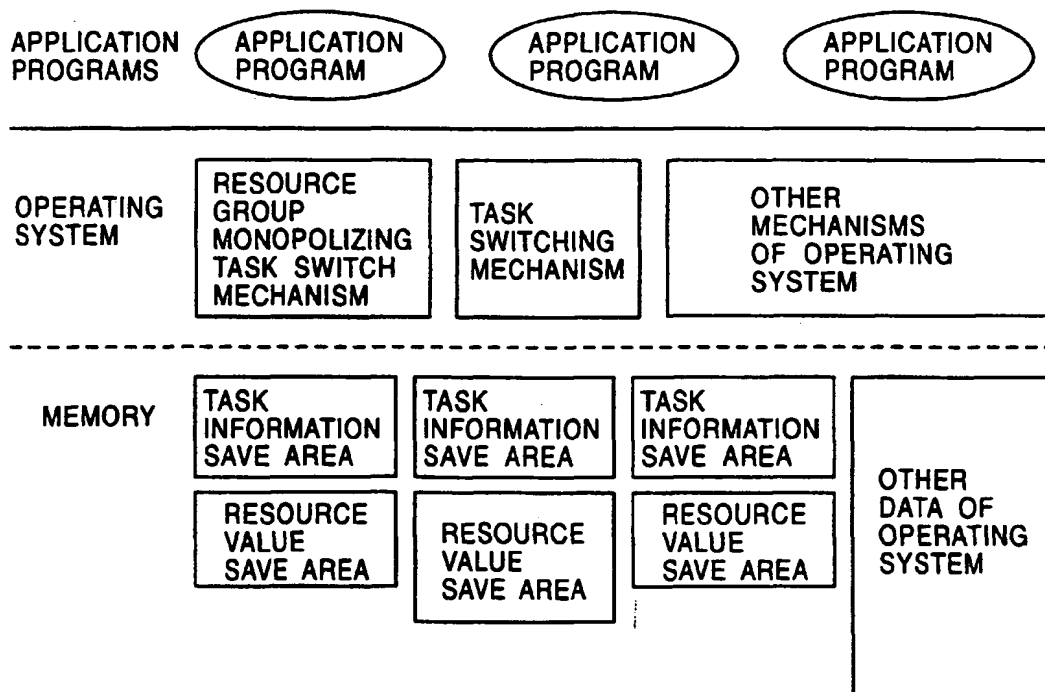 APPLICATION
PROGRAMS
APPLICATION
PROGRAM
APPLICATION
PROGRAM
APPLICATION
PROGRAM
OPERATING
SYSTEM
RESOURCE
GROUP
MONOPOLIZING
TASK SWITCH
MECHANISM
TASK
SWITCHING
MECHANISM
OTHER
MECHANISMS
OF OPERATING
SYSTEM
MEMORY
TASK
INFORMATION
SAVE AREA
TASK
INFORMATION
SAVE AREA
TASK
INFORMATION
SAVE AREA
RESOURCE
VALUE
SAVE AREA
RESOURCE
VALUE
SAVE AREA
RESOURCE
VALUE
SAVE AREA
OTHER
DATA OF
OPERATING
SYSTEM